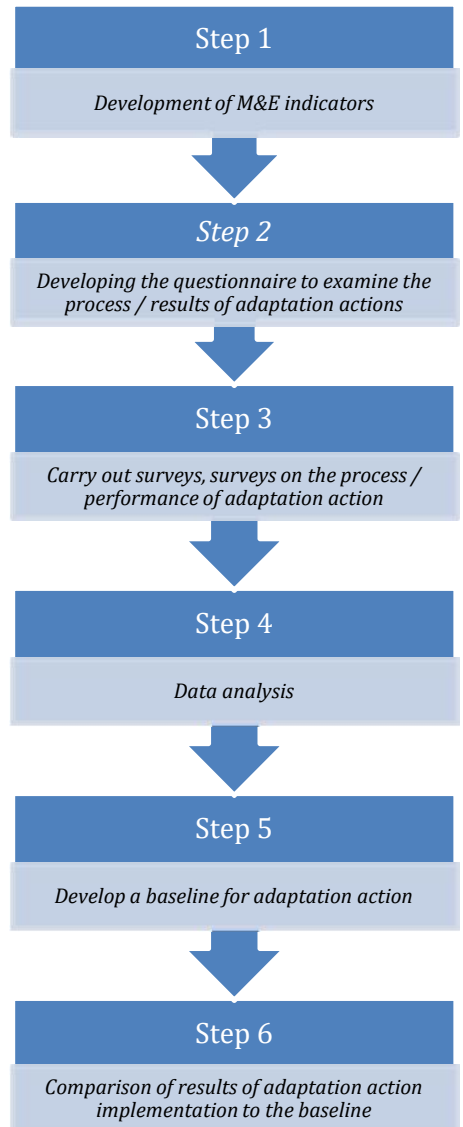 Step 1
Development of M&E indicators
Step 2
Developing the questionnaire to examine the
process / results of adaptation actions
Step 3
Carry out surveys, surveys on the process /
performance of adaptation action
Step 4
Data analysis
Step 5
Develop a baseline for adaptation action
Step 6
Comparison of results of adaptation action
implementation to the baseline